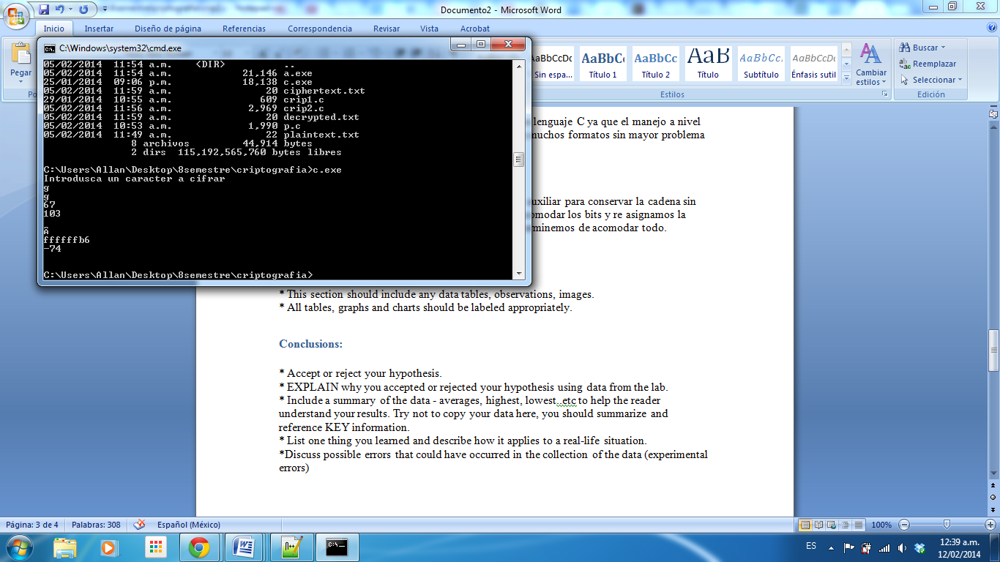 Documento2 - Microsoft Word
Inicio Insertar Diseño de página Referencias Correspondencia Revisar Vista Acrobat
Pegar
AaBbCcDc AaBbCc AaBbCc AaB AaBbCc. AaBbCcDc
Sin espa... Título 1 Título 2 Título Subtítulo Énfasis sutil
Cambiar estilos
Buscar
Reemplazar
Seleccionar
Estilos Edición
C:\Windows\system32\cmd.exe
05/02/2014 11:54 a.m. <DIR> ..
05/02/2014 11:54 a.m. 21,146 a.exe
25/01/2014 09:06 p.m. 18,138 c.exe
05/02/2014 11:59 a.m. 20 ciphertext.txt
29/01/2014 10:55 a.m. 609 crip1.c
05/02/2014 11:56 a.m. 2,969 crip2.c
05/02/2014 11:59 a.m. 20 decrypted.txt
05/02/2014 10:53 a.m. 1,990 p.c
05/02/2014 11:49 a.m. 22 plaintext.txt
8 archivos 44,914 bytes
2 dirs 115,192,565,760 bytes libres
C:\Users\Allan\Desktop\8semestre\criptografia>c.exe
Introdusca un caracter a cifrar
g
g
67
103
Â
ffffffb6
-74
C:\Users\Allan\Desktop\8semestre\criptografia>
lenguaje C ya que el manejo a nivel
muchos formatos sin mayor problema
uxiliar para conservar la cadena sin
omodar los bits y re asignamos la
minemos de acomodar todo.
* This section should include any data tables, observations, images.
* All tables, graphs and charts should be labeled appropriately.
Conclusions:
* Accept or reject your hypothesis.
* EXPLAIN why you accepted or rejected your hypothesis using data from the lab.
* Include a summary of the data - averages, highest, lowest..etc to help the reader
understand your results. Try not to copy your data here, you should summarize and
reference KEY information.
* List one thing you learned and describe how it applies to a real-life situation.
*Discuss possible errors that could have occurred in the collection of the data (experimental
errors)
Página: 3 de 4 Palabras: 308 Español (México) 100%
ES 12:39 a.m.
12/02/2014